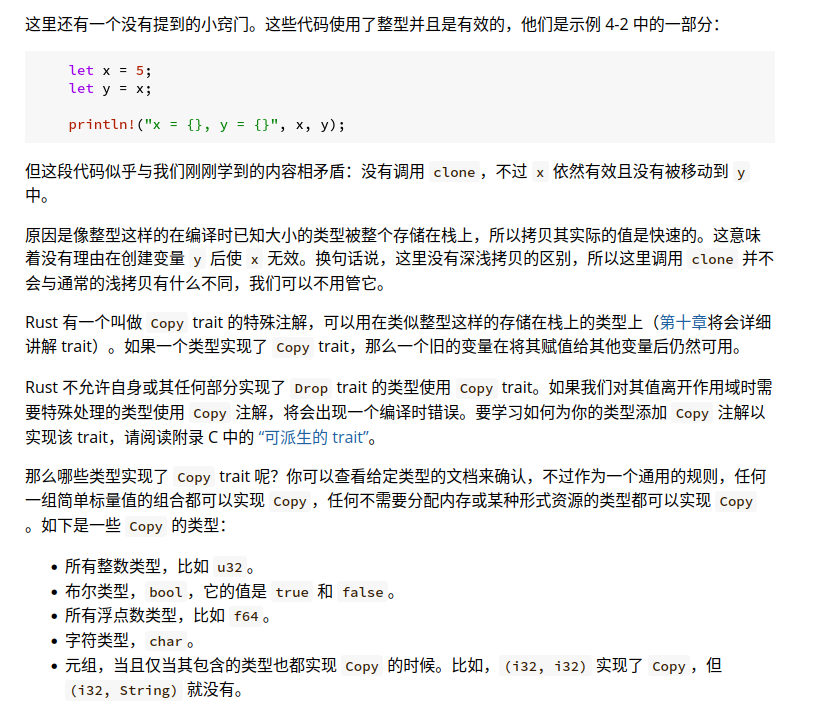 这里还有一个没有提到的小窍门。这些代码使用了整型并且是有效的，他们是示例 4-2 中的一部分：
let x = 5;
let y = x;
println!("x = {}, y = {}", x, y);
但这段代码似乎与我们刚刚学到的内容相矛盾：没有调用 clone，不过 x 依然有效且没有被移动到 y
中。
原因是像整型这样的在编译时已知大小的类型被整个存储在栈上，所以拷贝其实际的值是快速的。这意味
着没有理由在创建变量 y 后使 x 无效。换句话说，这里没有深浅拷贝的区别，所以这里调用 clone 并不
会与通常的浅拷贝有什么不同，我们可以不用管它。
Rust 有一个叫做 Copy trait 的特殊注解，可以用在类似整型这样的存储在栈上的类型上（第十章将会详细
讲解 trait）。如果一个类型实现了 Copy trait，那么一个旧的变量在将其赋值给其他变量后仍然可用。
Rust 不允许自身或其任何部分实现了 Drop trait 的类型使用 Copy trait。如果我们对其值离开作用域时需
要特殊处理的类型使用 Copy 注解，将会出现一个编译时错误。要学习如何为你的类型添加 Copy 注解以
实现该 trait，请阅读附录 C 中的 “可派生的 trait”。
那么哪些类型实现了 Copy trait 呢？你可以查看给定类型的文档来确认，不过作为一个通用的规则，任何
一组简单标量值的组合都可以实现 Copy，任何不需要分配内存或某种形式资源的类型都可以实现 Copy
。如下是一些 Copy 的类型：
• 所有整数类型，比如 u32。
• 布尔类型，bool，它的值是 true 和 false。
• 所有浮点数类型，比如 f64。
• 字符类型，char。
• 元组，当且仅当其包含的类型也都实现 Copy 的时候。比如，(i32, i32) 实现了 Copy，但
(i32, String) 就没有。